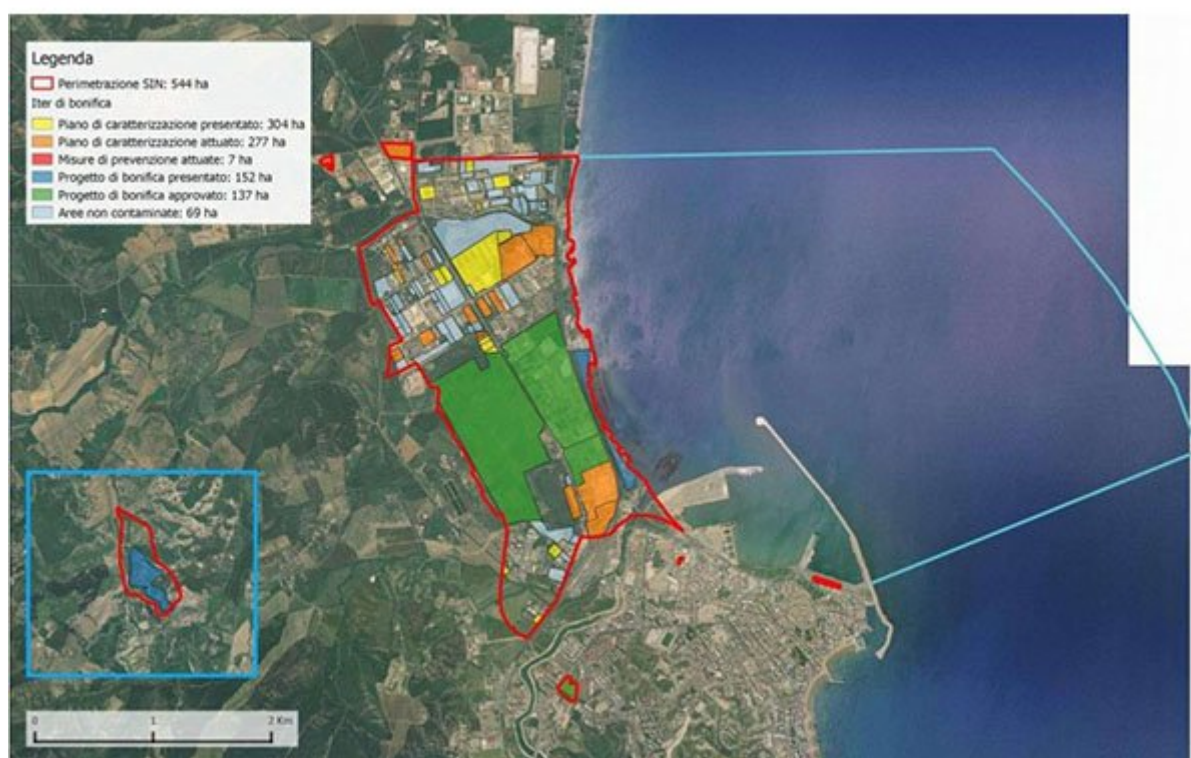 Legenda
Perimetrazione SIN: 544 ha
Iter di bonifica
Piano di caratterizzazione presentato: 304 ha
Piano di caratterizzazione attuato: 277 ha
Misure di prevenzione attuate: 7 ha
Progetto di bonifica presentato: 152 ha
Progetto di bonifica approvato: 137 ha
Aree non contaminate: 69 ha
0 1 2 Km